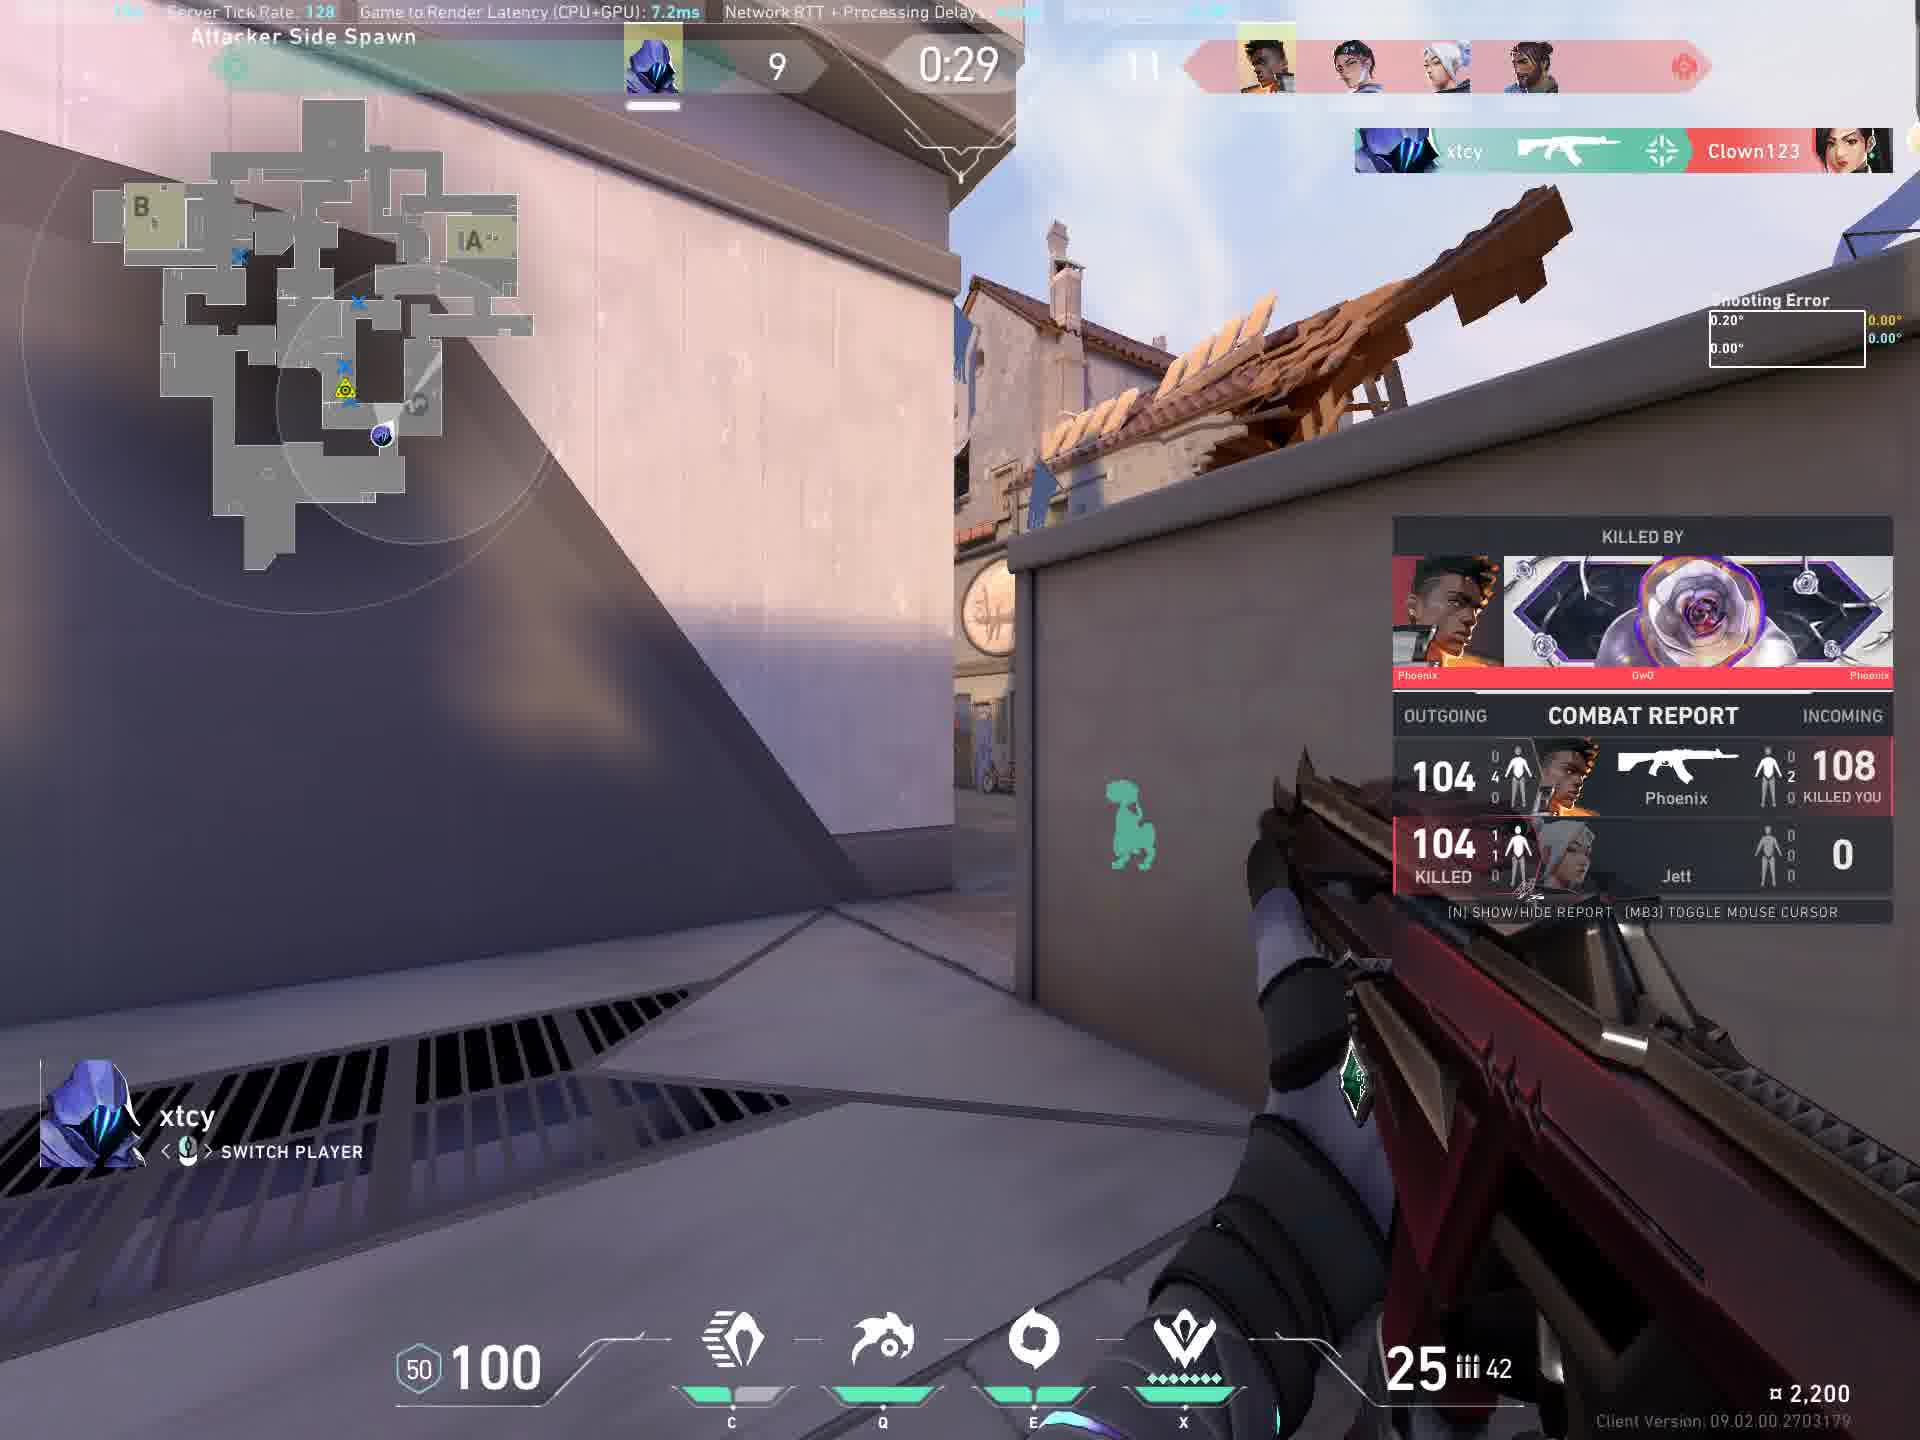 Server Tick Rate: 128 Game to Render Latency (CPU+GPU): 7.2ms Network RTT + Processing Delay:
Attacker Side Spawn
9
0:29
11
xtcy
Clown123
B
A
Shooting Error
0.20°
0.00°
0.00°
0.00°
KILLED BY
Phoenix
OwO
Phoenix
OUTGOING
COMBAT REPORT
INCOMING
104
0
4
0
Phoenix
0
2
0
108
KILLED YOU
104
KILLED
1
1
0
Jett
0
0
0
0
[N] SHOW/HIDE REPORT [MB3] TOGGLE MOUSE CURSOR
xtcy
< > SWITCH PLAYER
50
100
C
Q
E
X
25
42
¤ 2,200
Client Version: 09.02.00.2703179